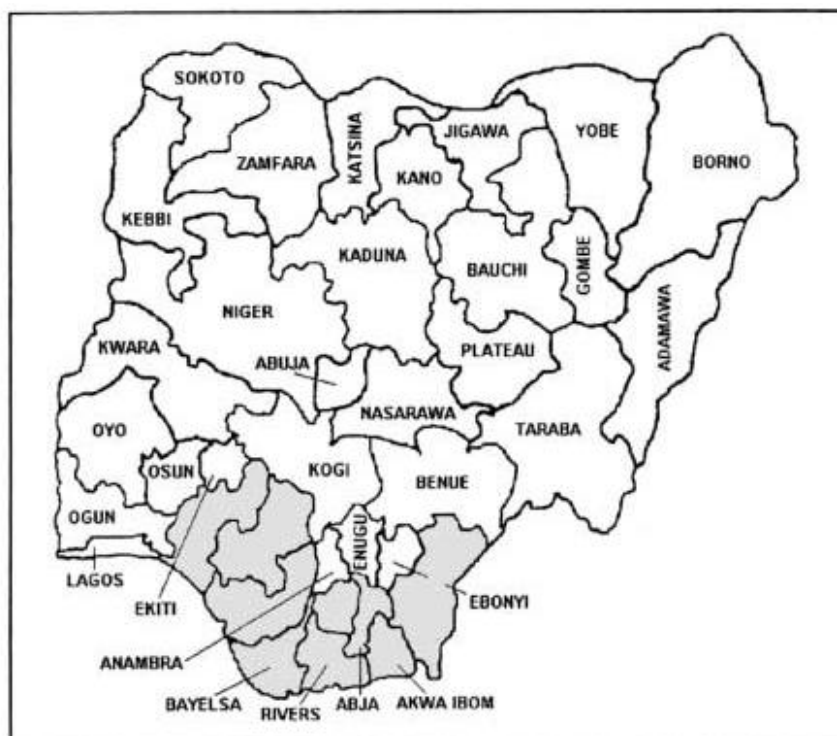 SOKOTO
KATSINA
JIGAWA
YOBE
BORNO
ZAMFARA
KANO
KEBBI
KADUNA
BAUCHI
GOMBE
NIGER
ADAMAWA
KWARA
ABUJA
PLATEAU
NASARAWA
OYO
TARABA
OSUN
KOGI
BENUE
OGUN
ENUGU
LAGOS
EKITI
EBONYI
ANAMBRA
BAYELSA
RIVERS
ABJA
AKWA IBOM